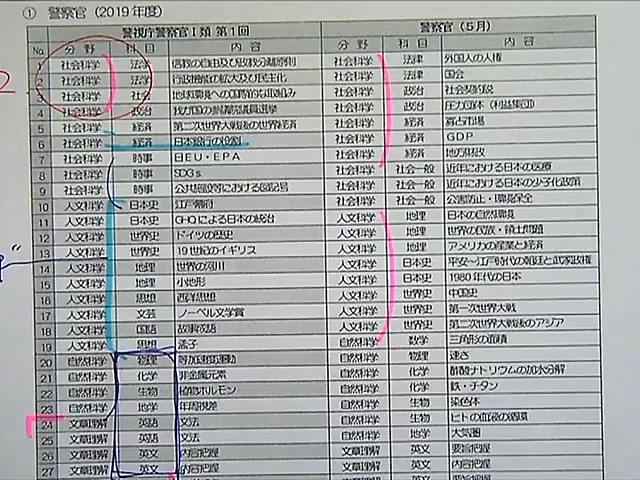 ① 警察官（2019年度）
警視庁警察官Ⅰ類 第1回 警察官（5月）
No. 分野 科目 内容 分野 科目 内容
1 社会科学 法学 信教の自由及び政教分離原則 社会科学 法律 外国人の人権
2 社会科学 法学 行政機能の拡大及び民主化 社会科学 法律 国会
3 社会科学 社会 地球環境への国際的な取組み 社会科学 政治 社会契約説
4 社会科学 政治 我が国の衆議院議員選挙 社会科学 政治 圧力団体（利益集団）
5 社会科学 経済 第二次世界大戦後の世界経済 社会科学 経済 寡占市場
6 社会科学 経済 日本銀行の役割 社会科学 経済 GDP
7 社会科学 時事 日EU・EPA 社会科学 経済 地方財政
8 社会科学 時事 SDGs 社会科学 社会一般 近年における日本の医療
9 社会科学 時事 公共施設等における図記号 社会科学 社会一般 近年における日本の少子化政策
10 人文科学 日本史 江戸幕府 社会科学 社会一般 公害防止・環境保全
11 人文科学 日本史 GHQによる日本の統治 人文科学 地理 日本の自然環境
12 人文科学 世界史 ドイツの歴史 人文科学 地理 世界の民族・領土問題
13 人文科学 世界史 19世紀のイギリス 人文科学 地理 アメリカの産業と経済
14 人文科学 地理 世界の河川 人文科学 日本史 平安〜江戸時代の朝廷と武家政権
15 人文科学 地理 小地形 人文科学 日本史 1980年代の日本
16 人文科学 思想 西洋思想 人文科学 世界史 中国史
17 人文科学 文芸 ノーベル文学賞 人文科学 世界史 第一次世界大戦
18 人文科学 国語 故事成語 人文科学 世界史 第二次世界大戦後のアジア
19 人文科学 思想 孟子 自然科学 数学 三角形の面積
20 自然科学 物理 等加速度運動 自然科学 物理 速さ
21 自然科学 化学 非金属元素 自然科学 化学 酢酸ナトリウムの加水分解
22 自然科学 生物 植物ホルモン 自然科学 化学 鉄・チタン
23 自然科学 地学 年周視差 自然科学 生物 染色体
24 文章理解 英語 文法 自然科学 生物 ヒトの血液の循環
25 文章理解 英語 文法 自然科学 地学 大気圏
26 文章理解 英文 内容把握 文章理解 英文 要旨把握
27 文章理解 英文 内容把握 文章理解 英文 内容把握